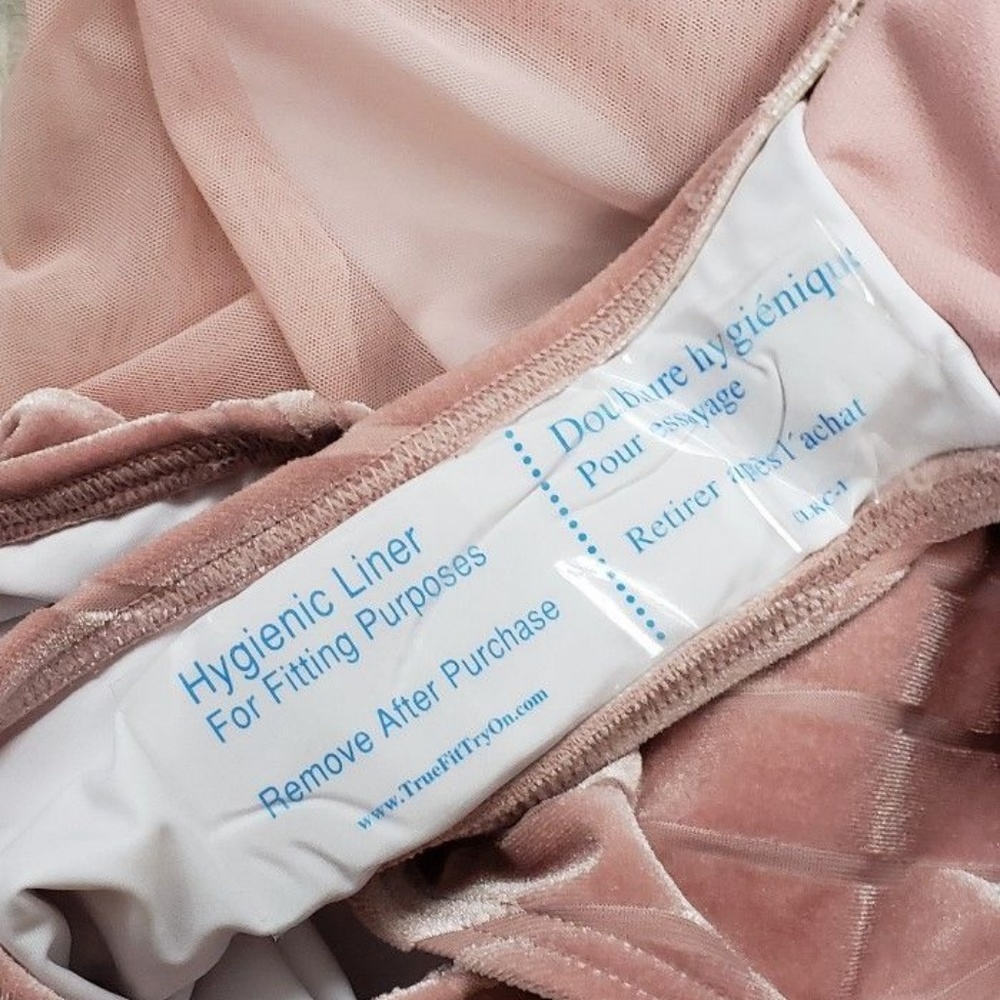 Hygienic Liner
For Fitting Purposes
Remove After Purchase
www.TrueFitTryOn.com
Doublure hygiénique
Pour essayage
Retirer après l'achat